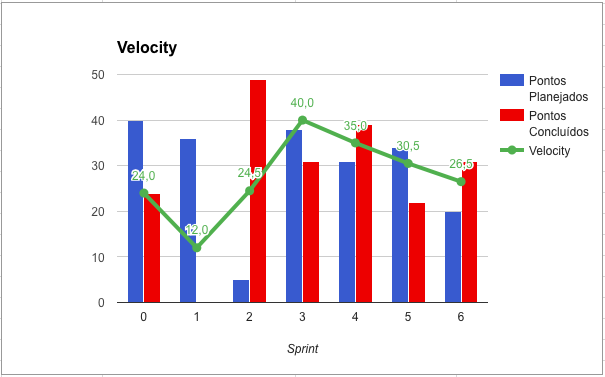 Velocity
50
40
30
20
10
0
24,0
12,0
24,5
40,0
35,0
30,5
26,5
0 1 2 3 4 5 6
Sprint
Pontos
Planejados
Pontos
Concluídos
Velocity